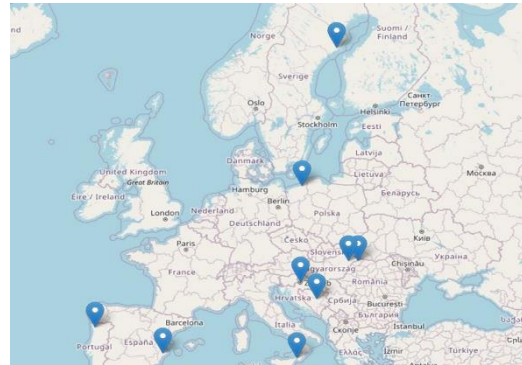 Norge
Suomi /
Finland
Sverige
Oslo
Helsinki
Санкт
Петербург
Stockholm
Eesti
Latvija
Danmark
Lietuva
Москва
United Kingdom
Great Britain
Éire / Ireland
Hamburg
Беларусь
Nederland
Berlin
London
Polska
Deutschland
Київ
Paris
Česko
Україна
Slovensko
Chișinău
France
România
Hrvatska
Србија
București
Barcelona
България
Italia
Istanbul
Скопје
Portugal
España
Ελλάς
İzmir
Türkiye